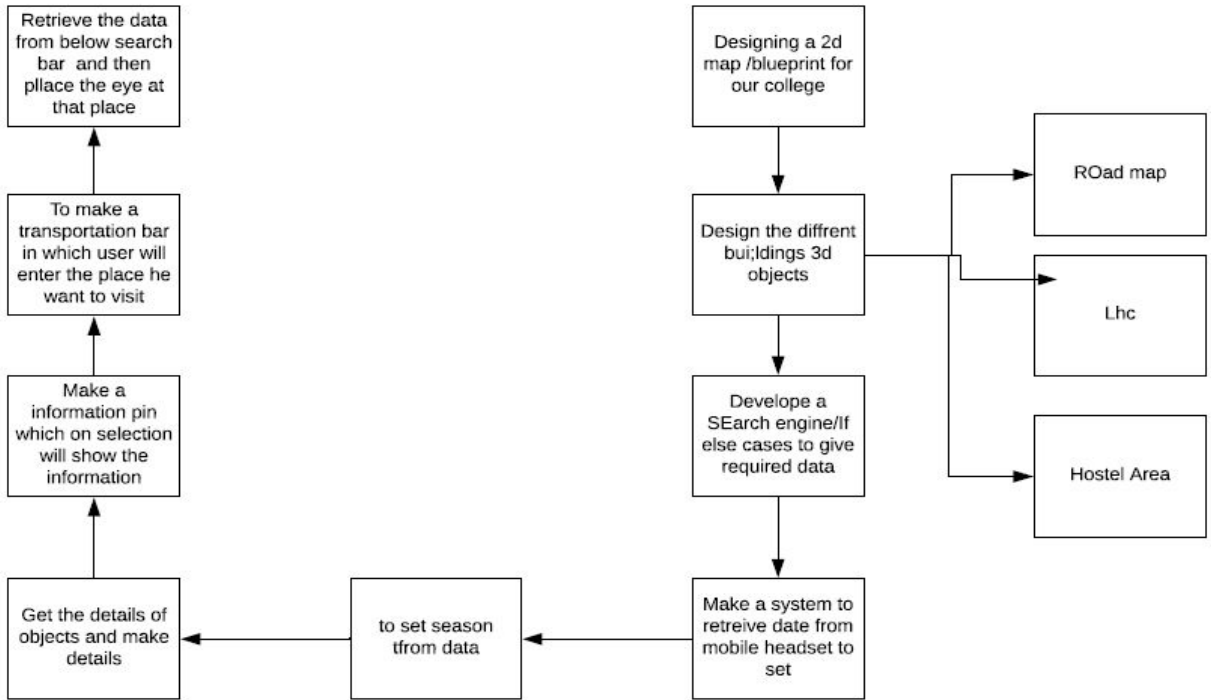 Retrieve the data
from below search
bar and then
pllace the eye at
that place
Designing a 2d
map /blueprint for
our college
ROad map
To make a
transportation bar
in which user will
enter the place he
want to visit
Design the diffrent
bui;ldings 3d
objects
Lhc
Make a
information pin
which on selection
will show the
information
Develope a
SEarch engine/If
else cases to give
required data
Hostel Area
Get the details of
objects and make
details
to set season
tfrom data
Make a system to
retreive date from
mobile headset to
set